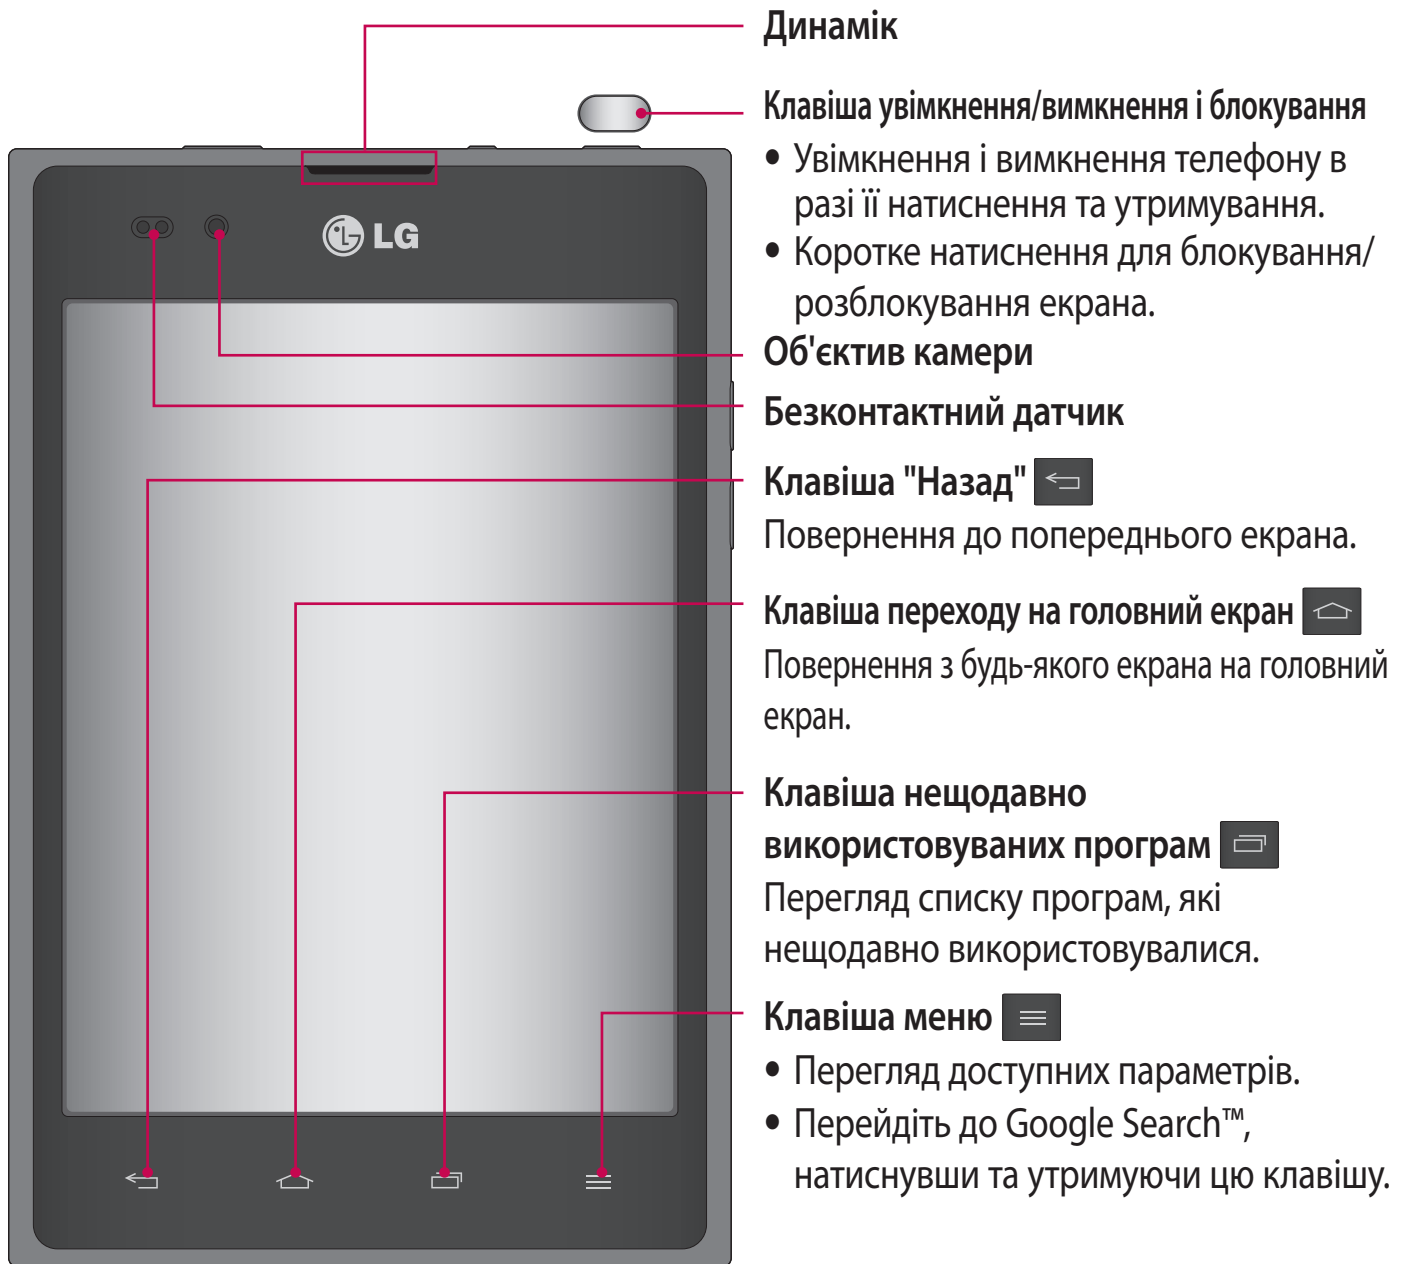 Динамік
Клавіша увімкнення/вимкнення і блокування
• Увімкнення і вимкнення телефону в
разі її натиснення та утримування.
• Коротке натиснення для блокування/
розблокування екрана.
LG
Об'єктив камери
Безконтактний датчик
Клавіша "Назад"
Повернення до попереднього екрана.
Клавіша переходу на головний екран
Повернення з будь-якого екрана на головний
екран.
Клавіша нещодавно
використовуваних програм
Перегляд списку програм, які
нещодавно використовувалися.
Клавіша меню
• Перегляд доступних параметрів.
• Перейдіть до Google Search™,
натиснувши та утримуючи цю клавішу.